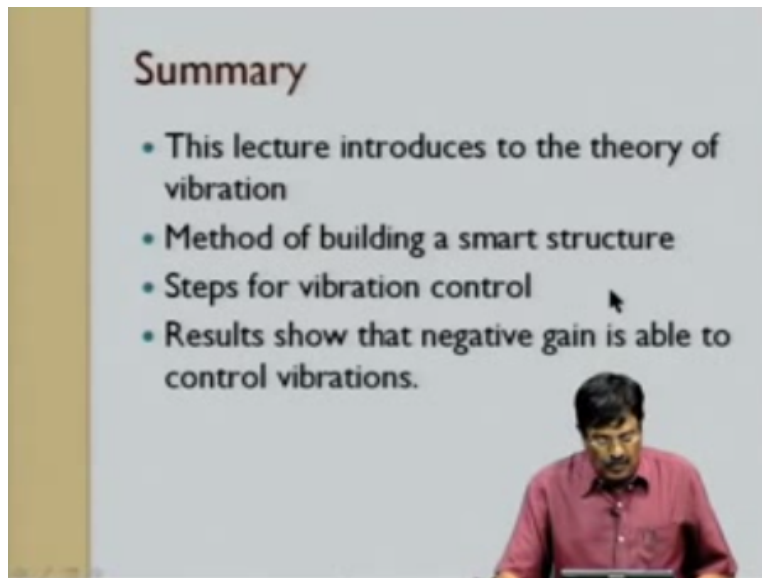 Summary
• This lecture introduces to the theory of
vibration
• Method of building a smart structure
• Steps for vibration control
• Results show that negative gain is able to
control vibrations.